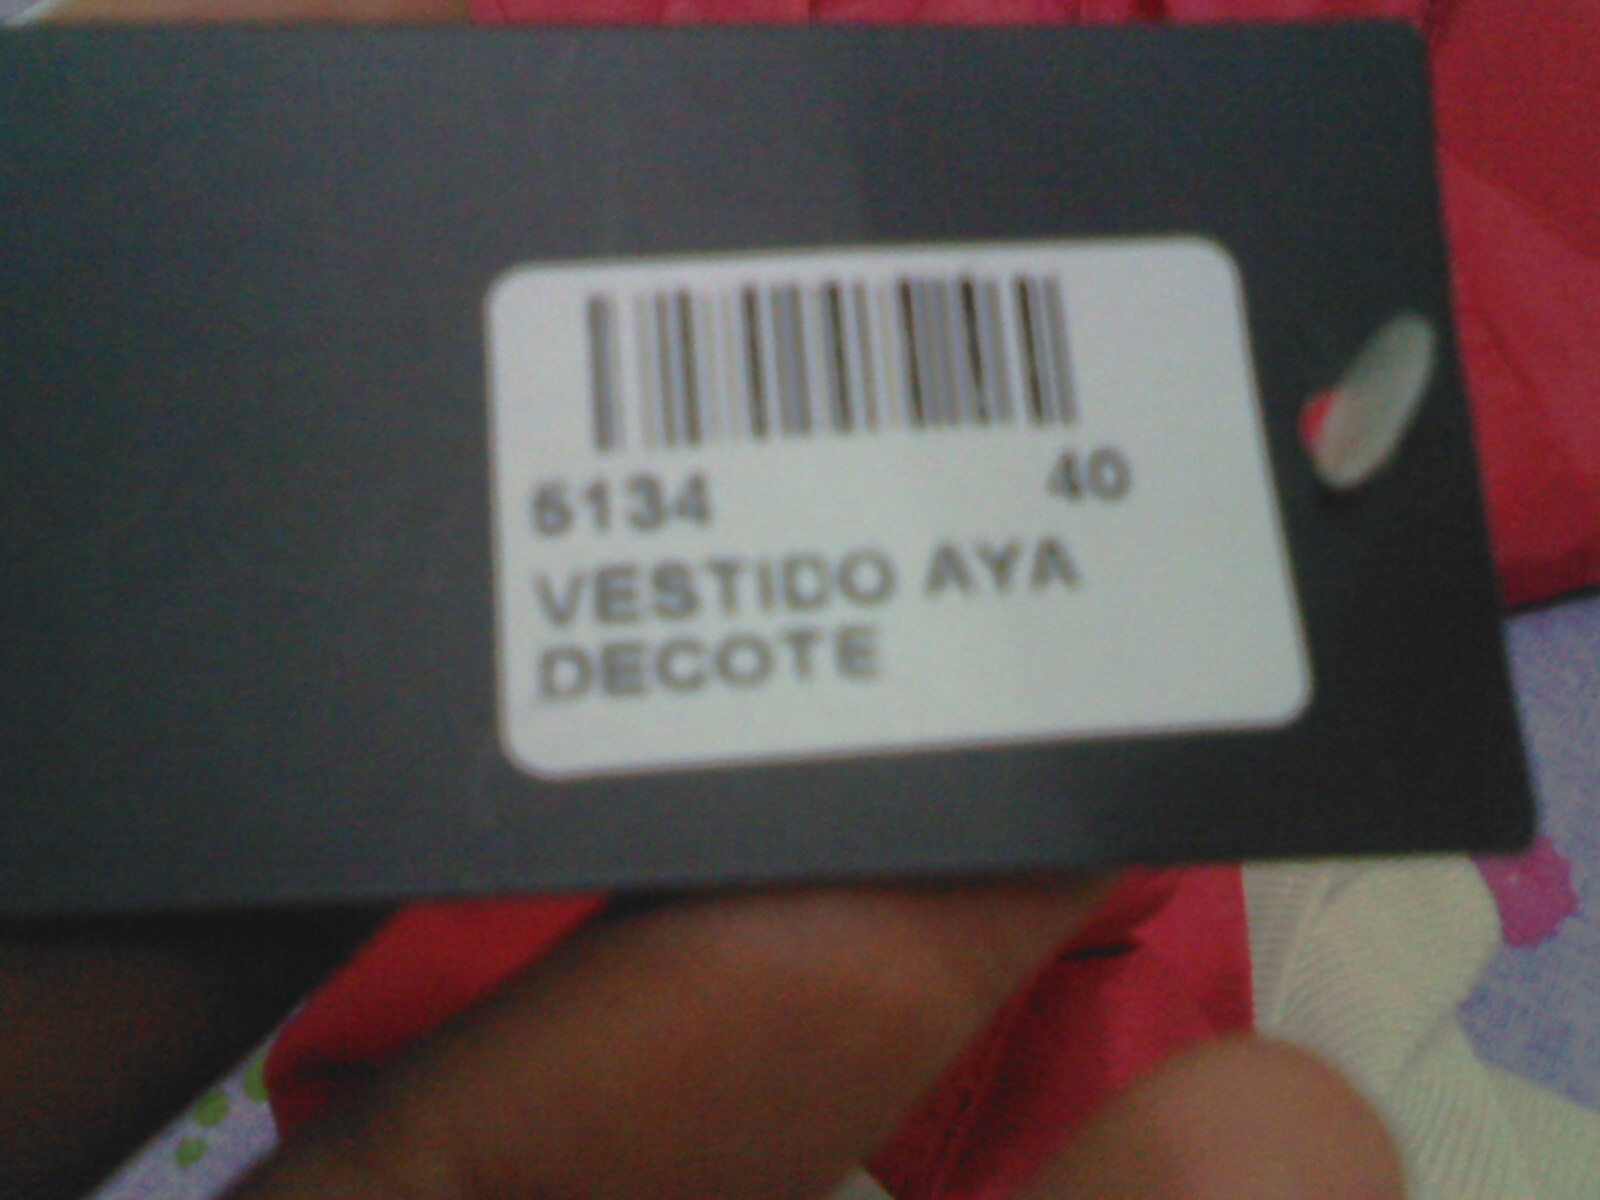 5134 40
VESTIDO AYA
DECOTE